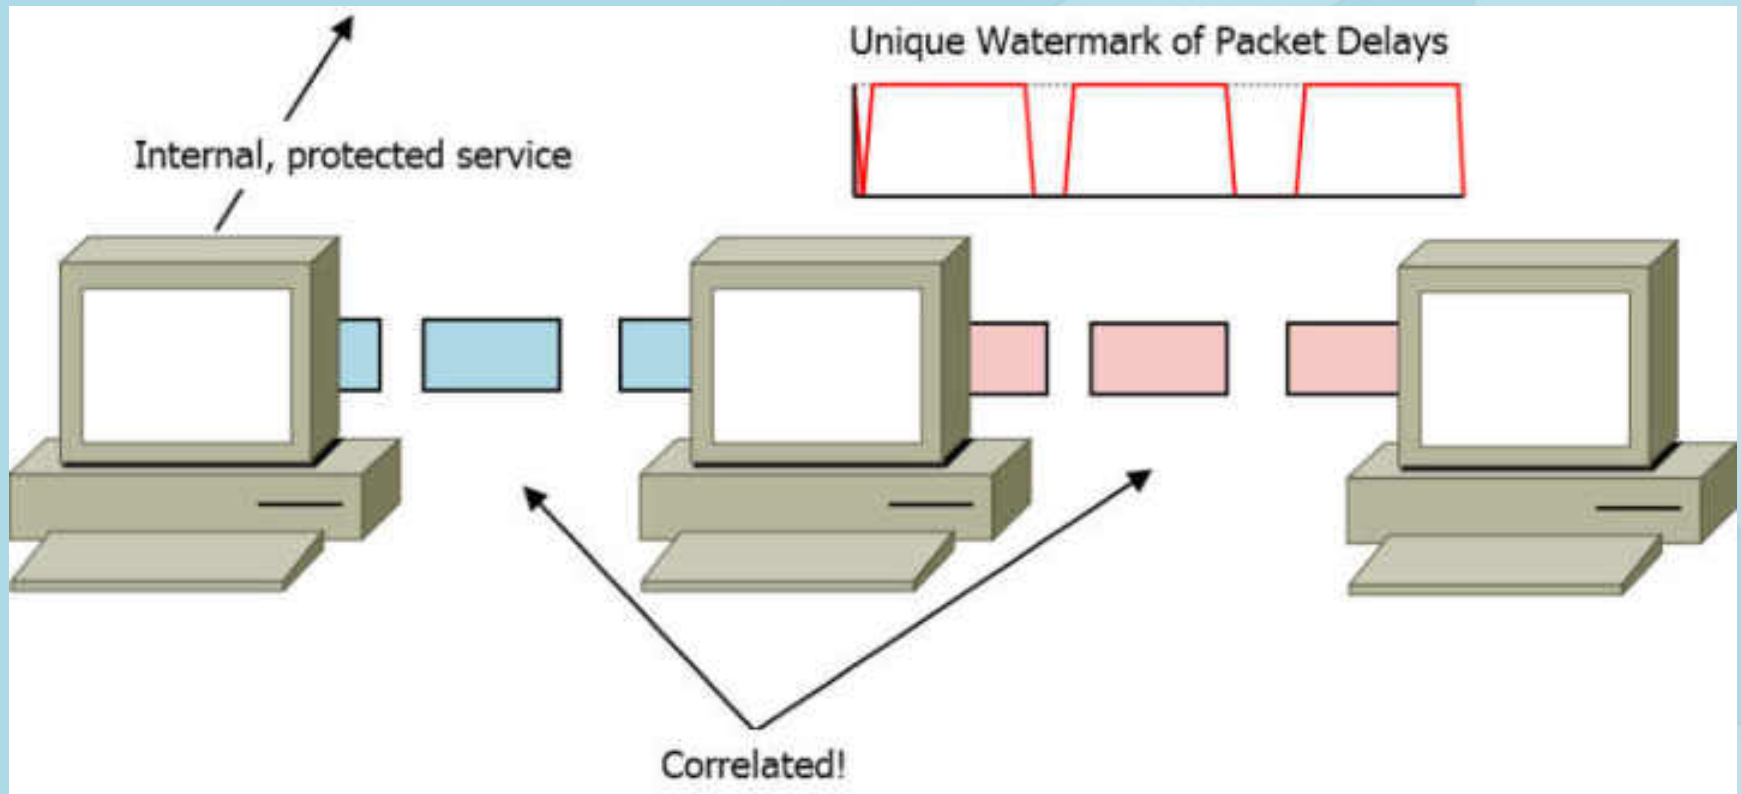 Unique Watermark of Packet Delays
Internal, protected service
Correlated!